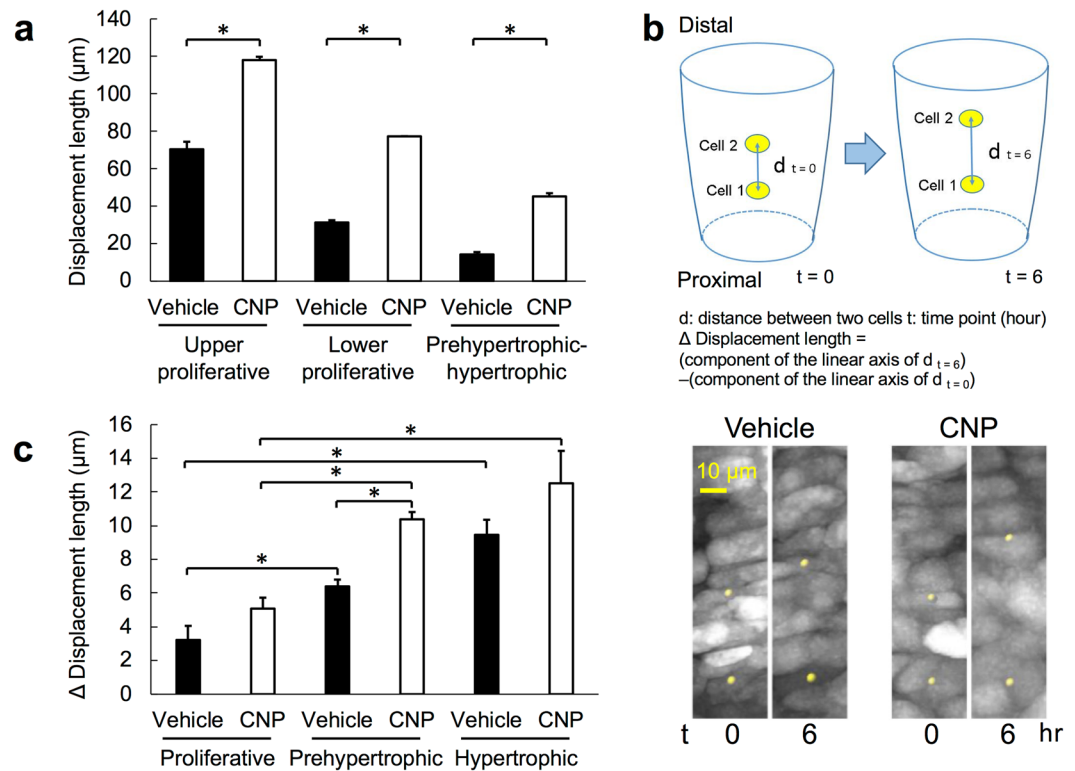 a
Displacement length (μm)
140
120
100
80
60
40
20
0
*
*
*
Vehicle CNP Vehicle CNP Vehicle CNP
Upper proliferative
Lower proliferative
Prehypertrophic-hypertrophic
b
Distal
Cell 2
Cell 1
d t = 0
Cell 2
Cell 1
d t = 6
Proximal
t = 0
t = 6
d: distance between two cells t: time point (hour)
Δ Displacement length =
(component of the linear axis of d t = 6)
–(component of the linear axis of d t = 0)
Vehicle
CNP
10 μm
t 0 6 0 6 hr
c
Δ Displacement length (μm)
16
14
12
10
8
6
4
2
0
*
*
*
*
*
Vehicle CNP Vehicle CNP Vehicle CNP
Proliferative Prehypertrophic Hypertrophic